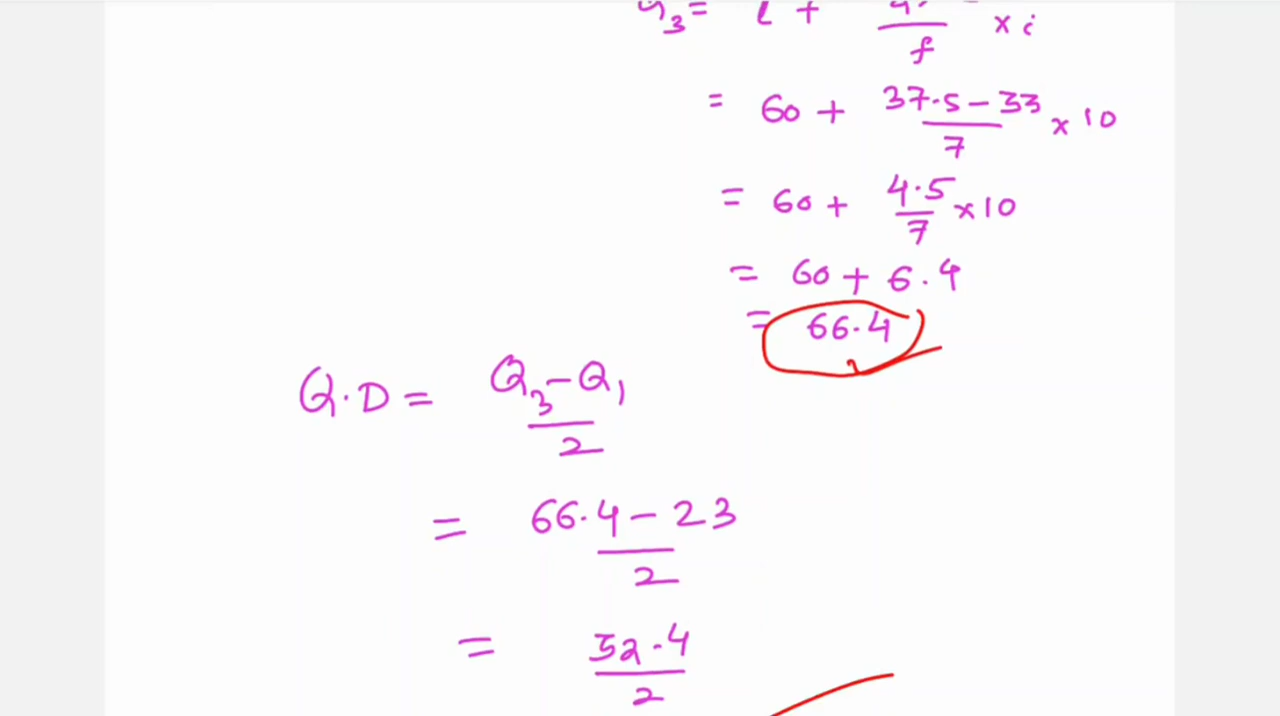 = l + /f × i
= 60 + 37.5 - 33/7 × 10
= 60 + 4.5/7 × 10
= 60 + 6.4
= 66.4
Q.D = Q3 - Q1/2
= 66.4 - 23/2
= 32.4/2